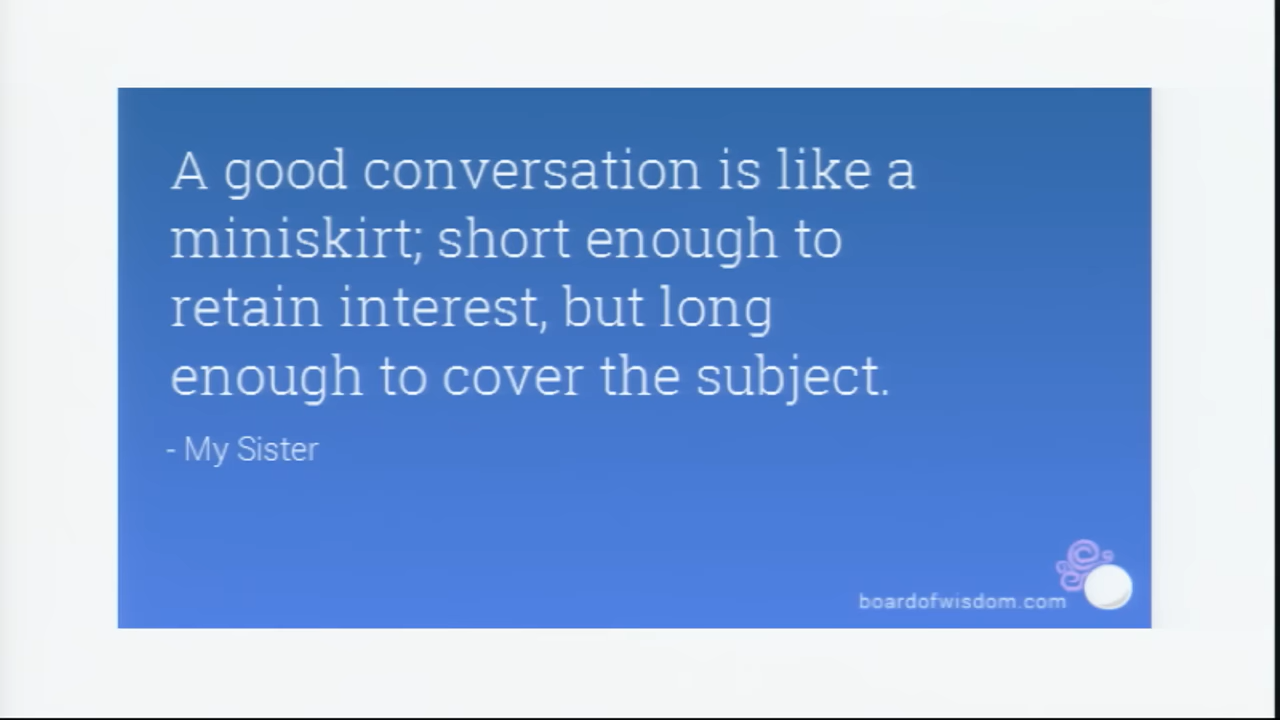 A good conversation is like a
miniskirt; short enough to
retain interest, but long
enough to cover the subject.
- My Sister
boardofwisdom.com